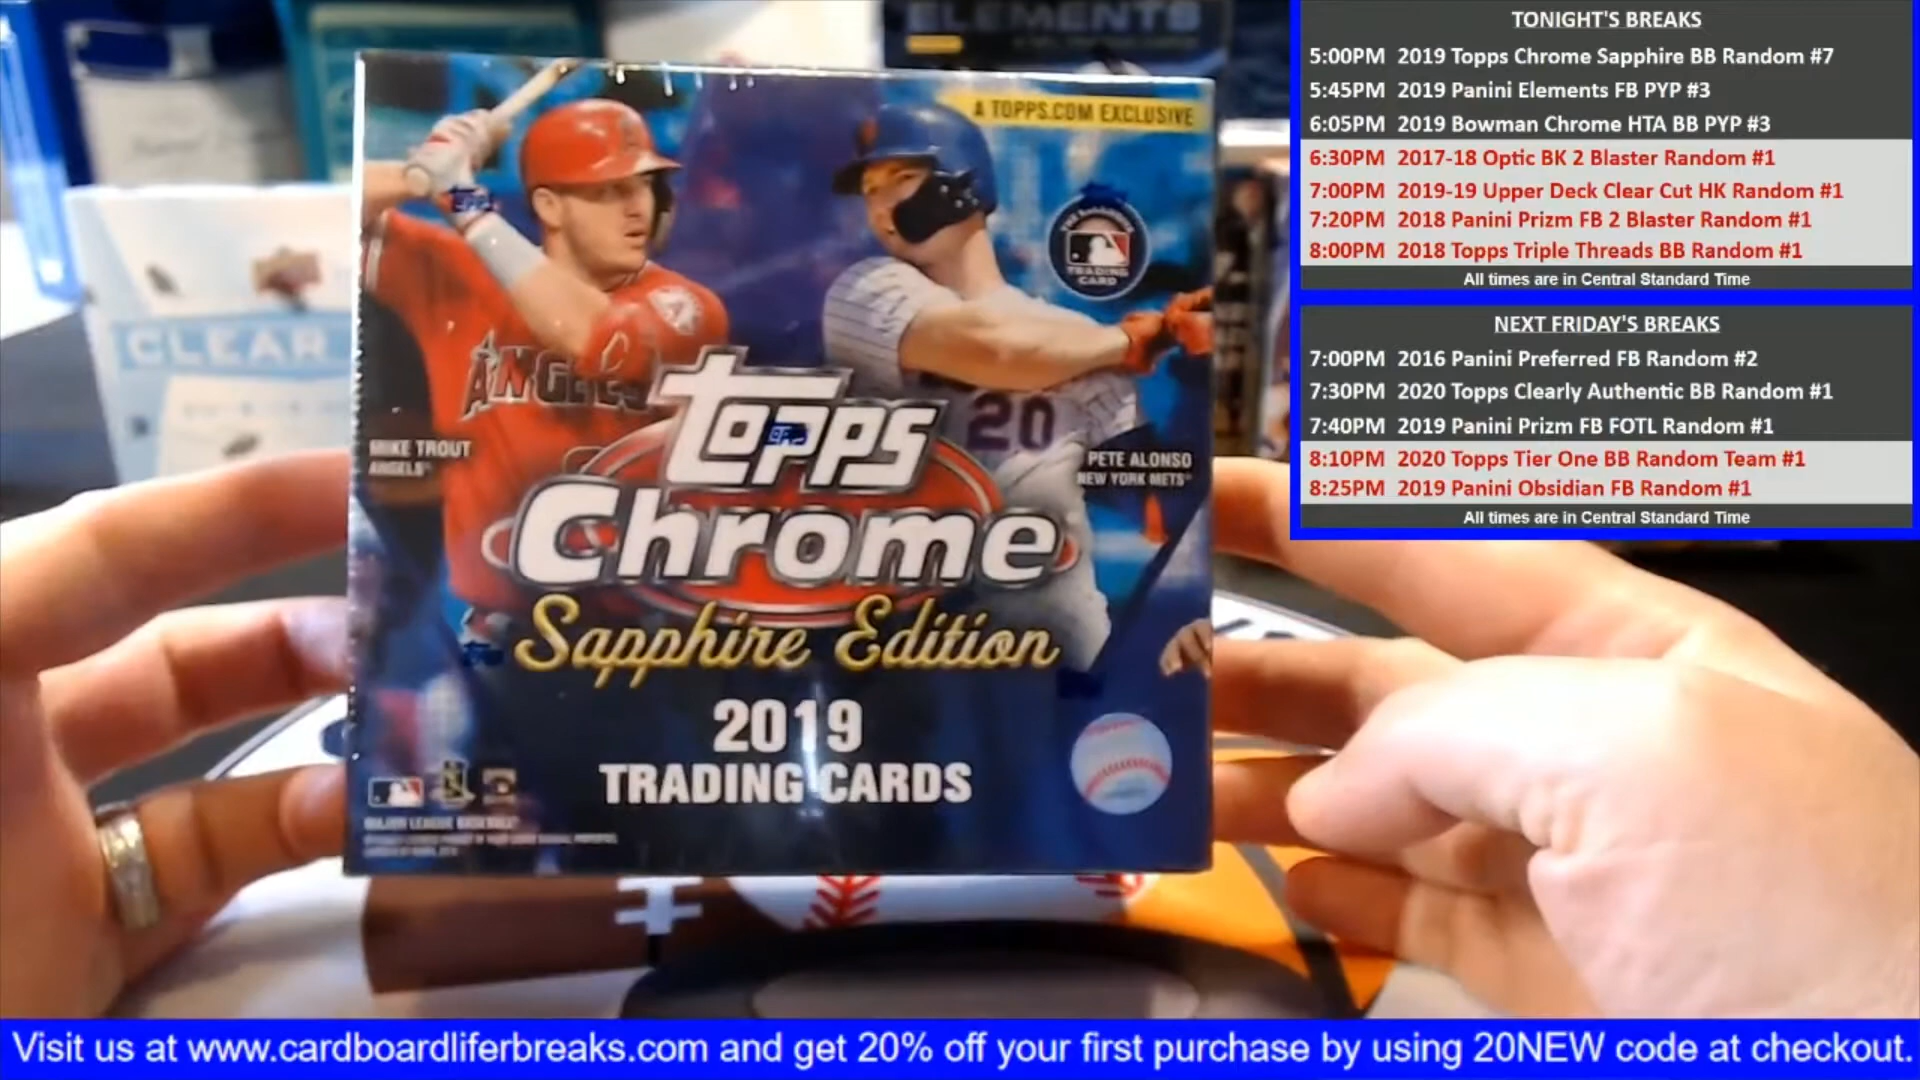 ELEMENTS
A TOPPS.COM EXCLUSIVE
TRADING
CARD
CLEAR
ANGELS
20
MIKE TROUT
ANGELS
PETE ALONSO
NEW YORK METS
Topps
Chrome
Sapphire Edition
2019
TRADING CARDS
MAJOR LEAGUE BASEBALL
TONIGHT'S BREAKS
5:00PM 2019 Topps Chrome Sapphire BB Random #7
5:45PM 2019 Panini Elements FB PYP #3
6:05PM 2019 Bowman Chrome HTA BB PYP #3
6:30PM 2017-18 Optic BK 2 Blaster Random #1
7:00PM 2019-19 Upper Deck Clear Cut HK Random #1
7:20PM 2018 Panini Prizm FB 2 Blaster Random #1
8:00PM 2018 Topps Triple Threads BB Random #1
All times are in Central Standard Time
NEXT FRIDAY'S BREAKS
7:00PM 2016 Panini Preferred FB Random #2
7:30PM 2020 Topps Clearly Authentic BB Random #1
7:40PM 2019 Panini Prizm FB FOTL Random #1
8:10PM 2020 Topps Tier One BB Random Team #1
8:25PM 2019 Panini Obsidian FB Random #1
All times are in Central Standard Time
Visit us at www.cardboardliferbreaks.com and get 20% off your first purchase by using 20NEW code at checkout.